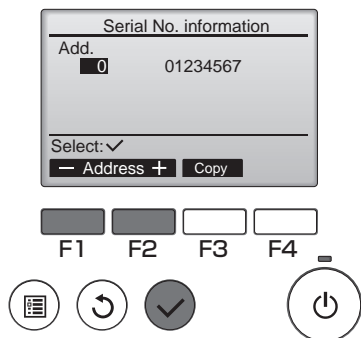 Serial No. information
Add.
0 01234567
Select:✓
− Address + Copy
F1 F2 F3 F4